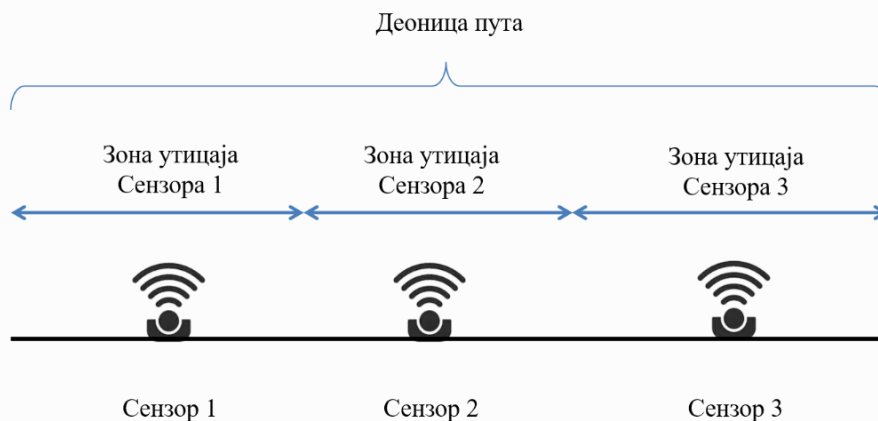 Деоница пута
Зона утицаја
Сензора 1
Зона утицаја
Сензора 2
Зона утицаја
Сензора 3
Сензор 1
Сензор 2
Сензор 3